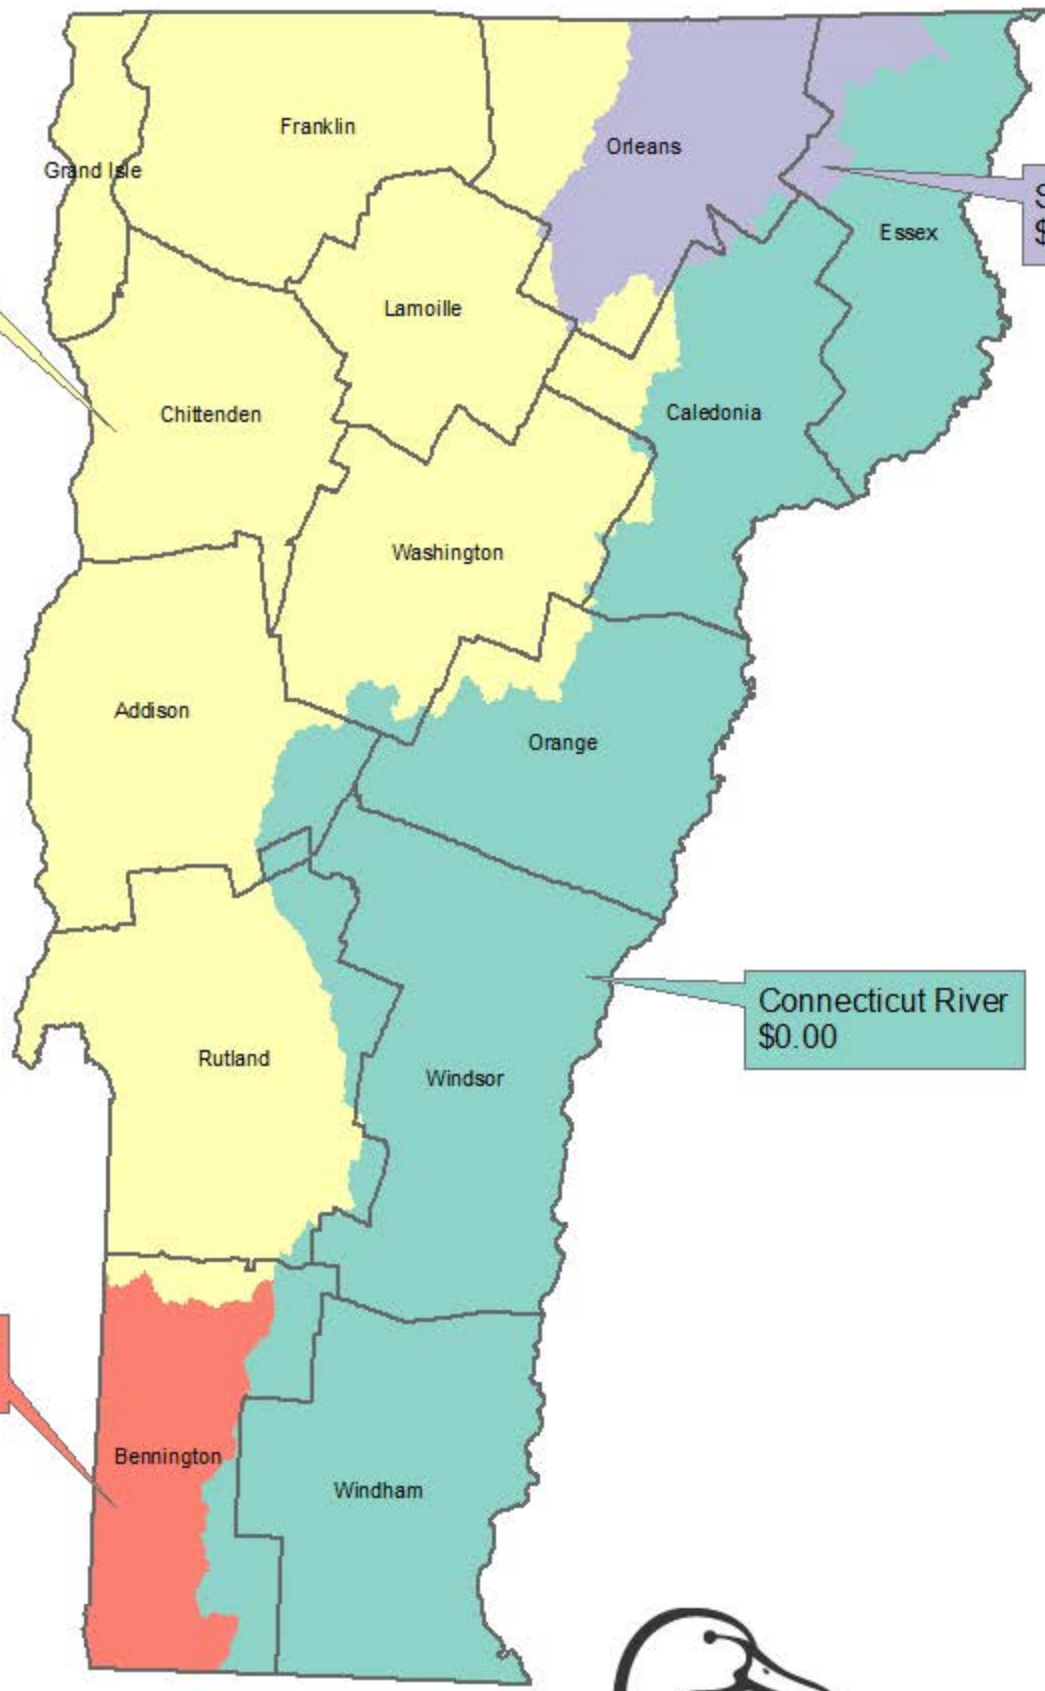 Franklin
Orleans
Grand Isle
S
$
Essex
Lamoille
Chittenden
Caledonia
Washington
Addison
Orange
Connecticut River
$0.00
Rutland
Windsor
Bennington
Windham